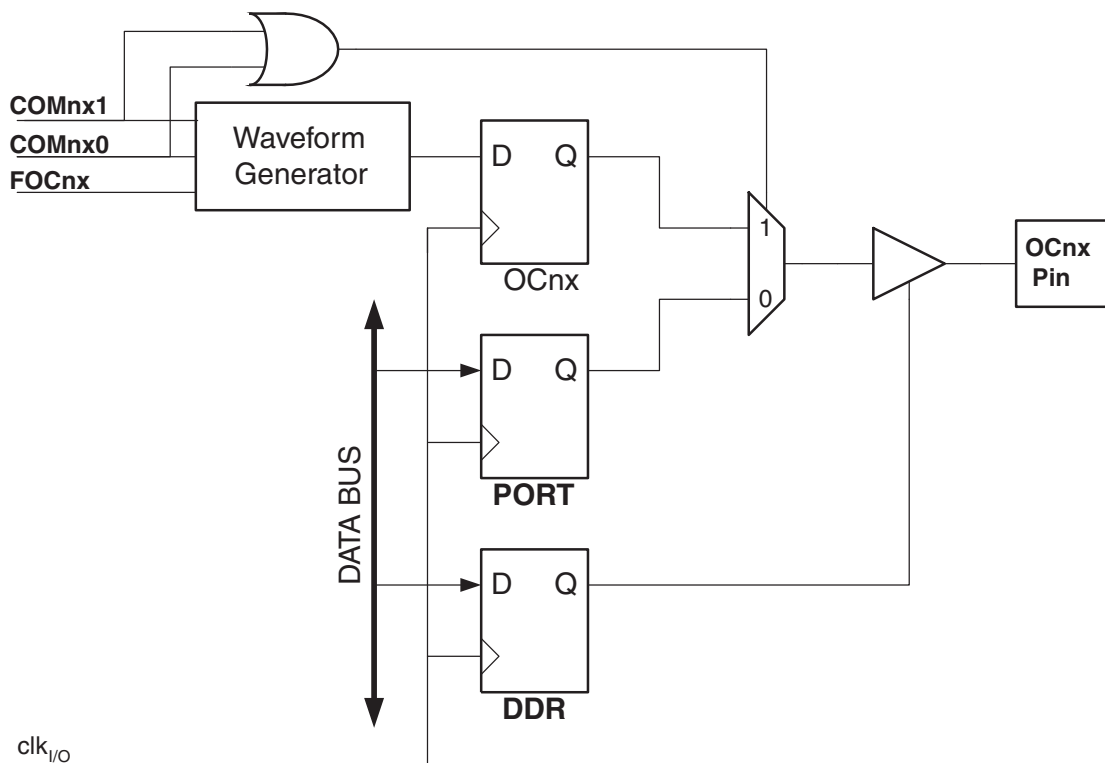 COMnx1
COMnx0
FOCnx
Waveform
Generator
D Q
OCnx
1
0
OCnx
Pin
D Q
PORT
DATA BUS
D Q
DDR
clkI/O